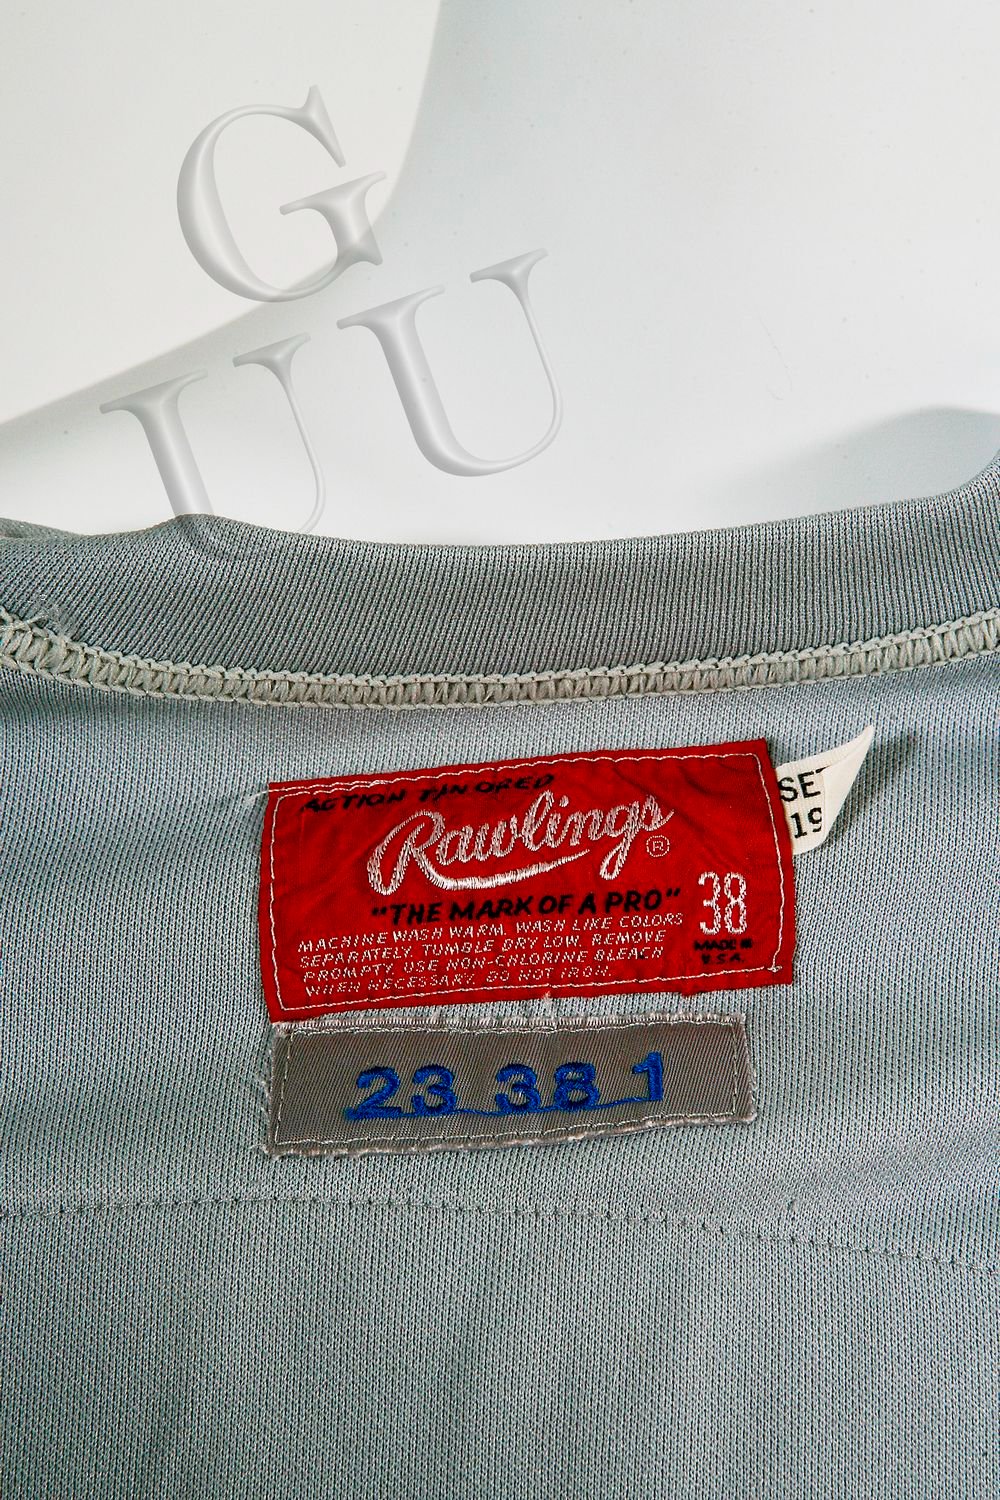 G
U U
ACTION TAILORED
Rawlings ®
"THE MARK OF A PRO"
38
MACHINE WASH WARM. WASH LIKE COLORS
SEPARATELY. TUMBLE DRY LOW. REMOVE
PROMPTY. USE NON-CHLORINE BLEACH
WHEN NECESSARY. DO NOT IRON.
MADE IN
U.S.A.
SET
19
23 38 1